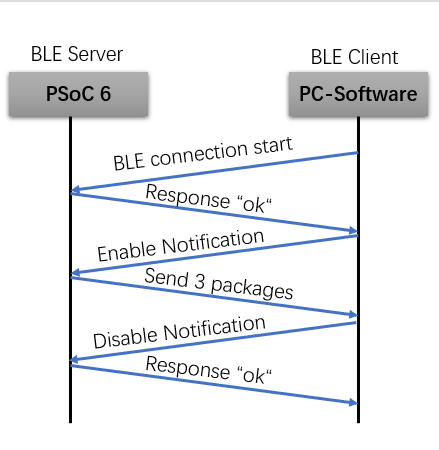 BLE Server
BLE Client
PSoC 6
PC-Software
BLE connection start
Response “ok“
Enable Notification
Send 3 packages
Disable Notification
Response “ok“